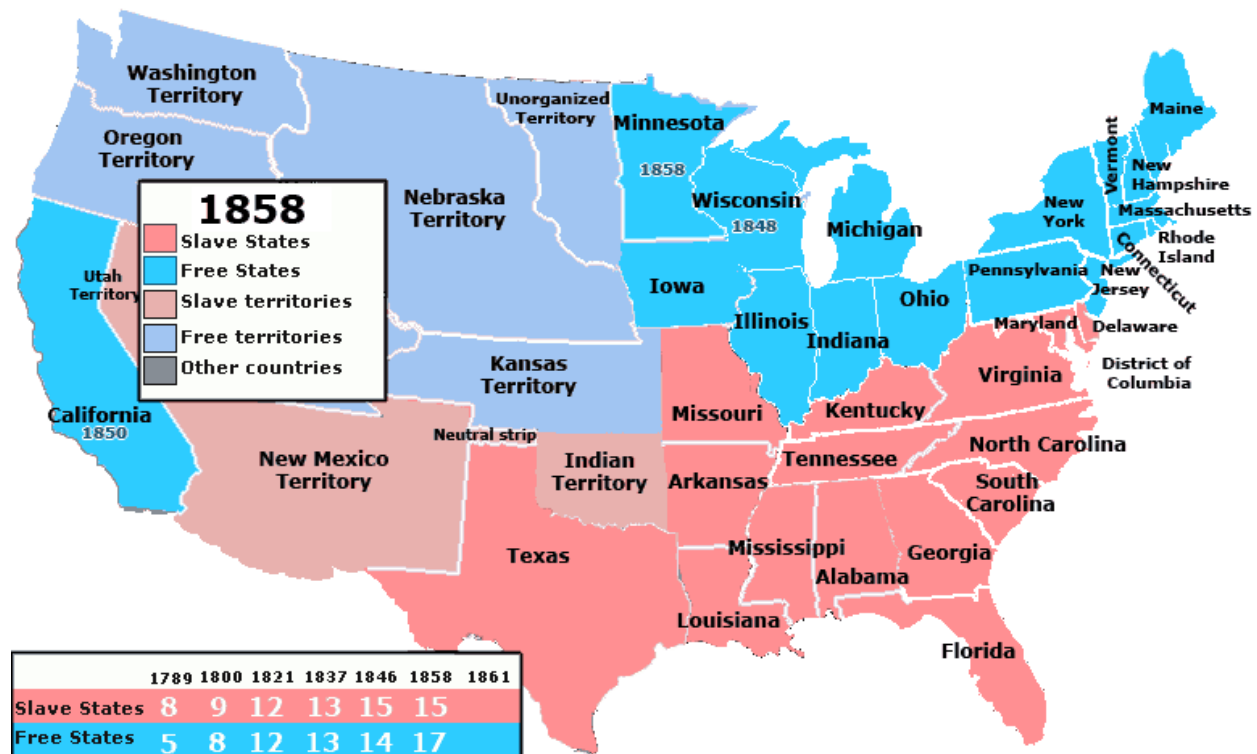 Washington
Territory
Oregon
Territory
Unorganized
Territory
Minnesota
1858
Nebraska
Territory
Wisconsin
1848
Michigan
Maine
Vermont
New
Hampshire
New
York
Massachusetts
Rhode
Island
Connecticut
1858
Slave States
Free States
Slave territories
Free territories
Other countries
Utah
Territory
Iowa
Illinois
Indiana
Ohio
Pennsylvania
New
Jersey
Maryland
Delaware
District of
Columbia
Kansas
Territory
Missouri
Kentucky
Virginia
California
1850
Neutral strip
New Mexico
Territory
Indian
Territory
Arkansas
Tennessee
North Carolina
South
Carolina
Texas
Mississippi
Alabama
Georgia
Louisiana
Florida
1789 1800 1821 1837 1846 1858 1861
Slave States 8 9 12 13 15 15
Free States 5 8 12 13 14 17